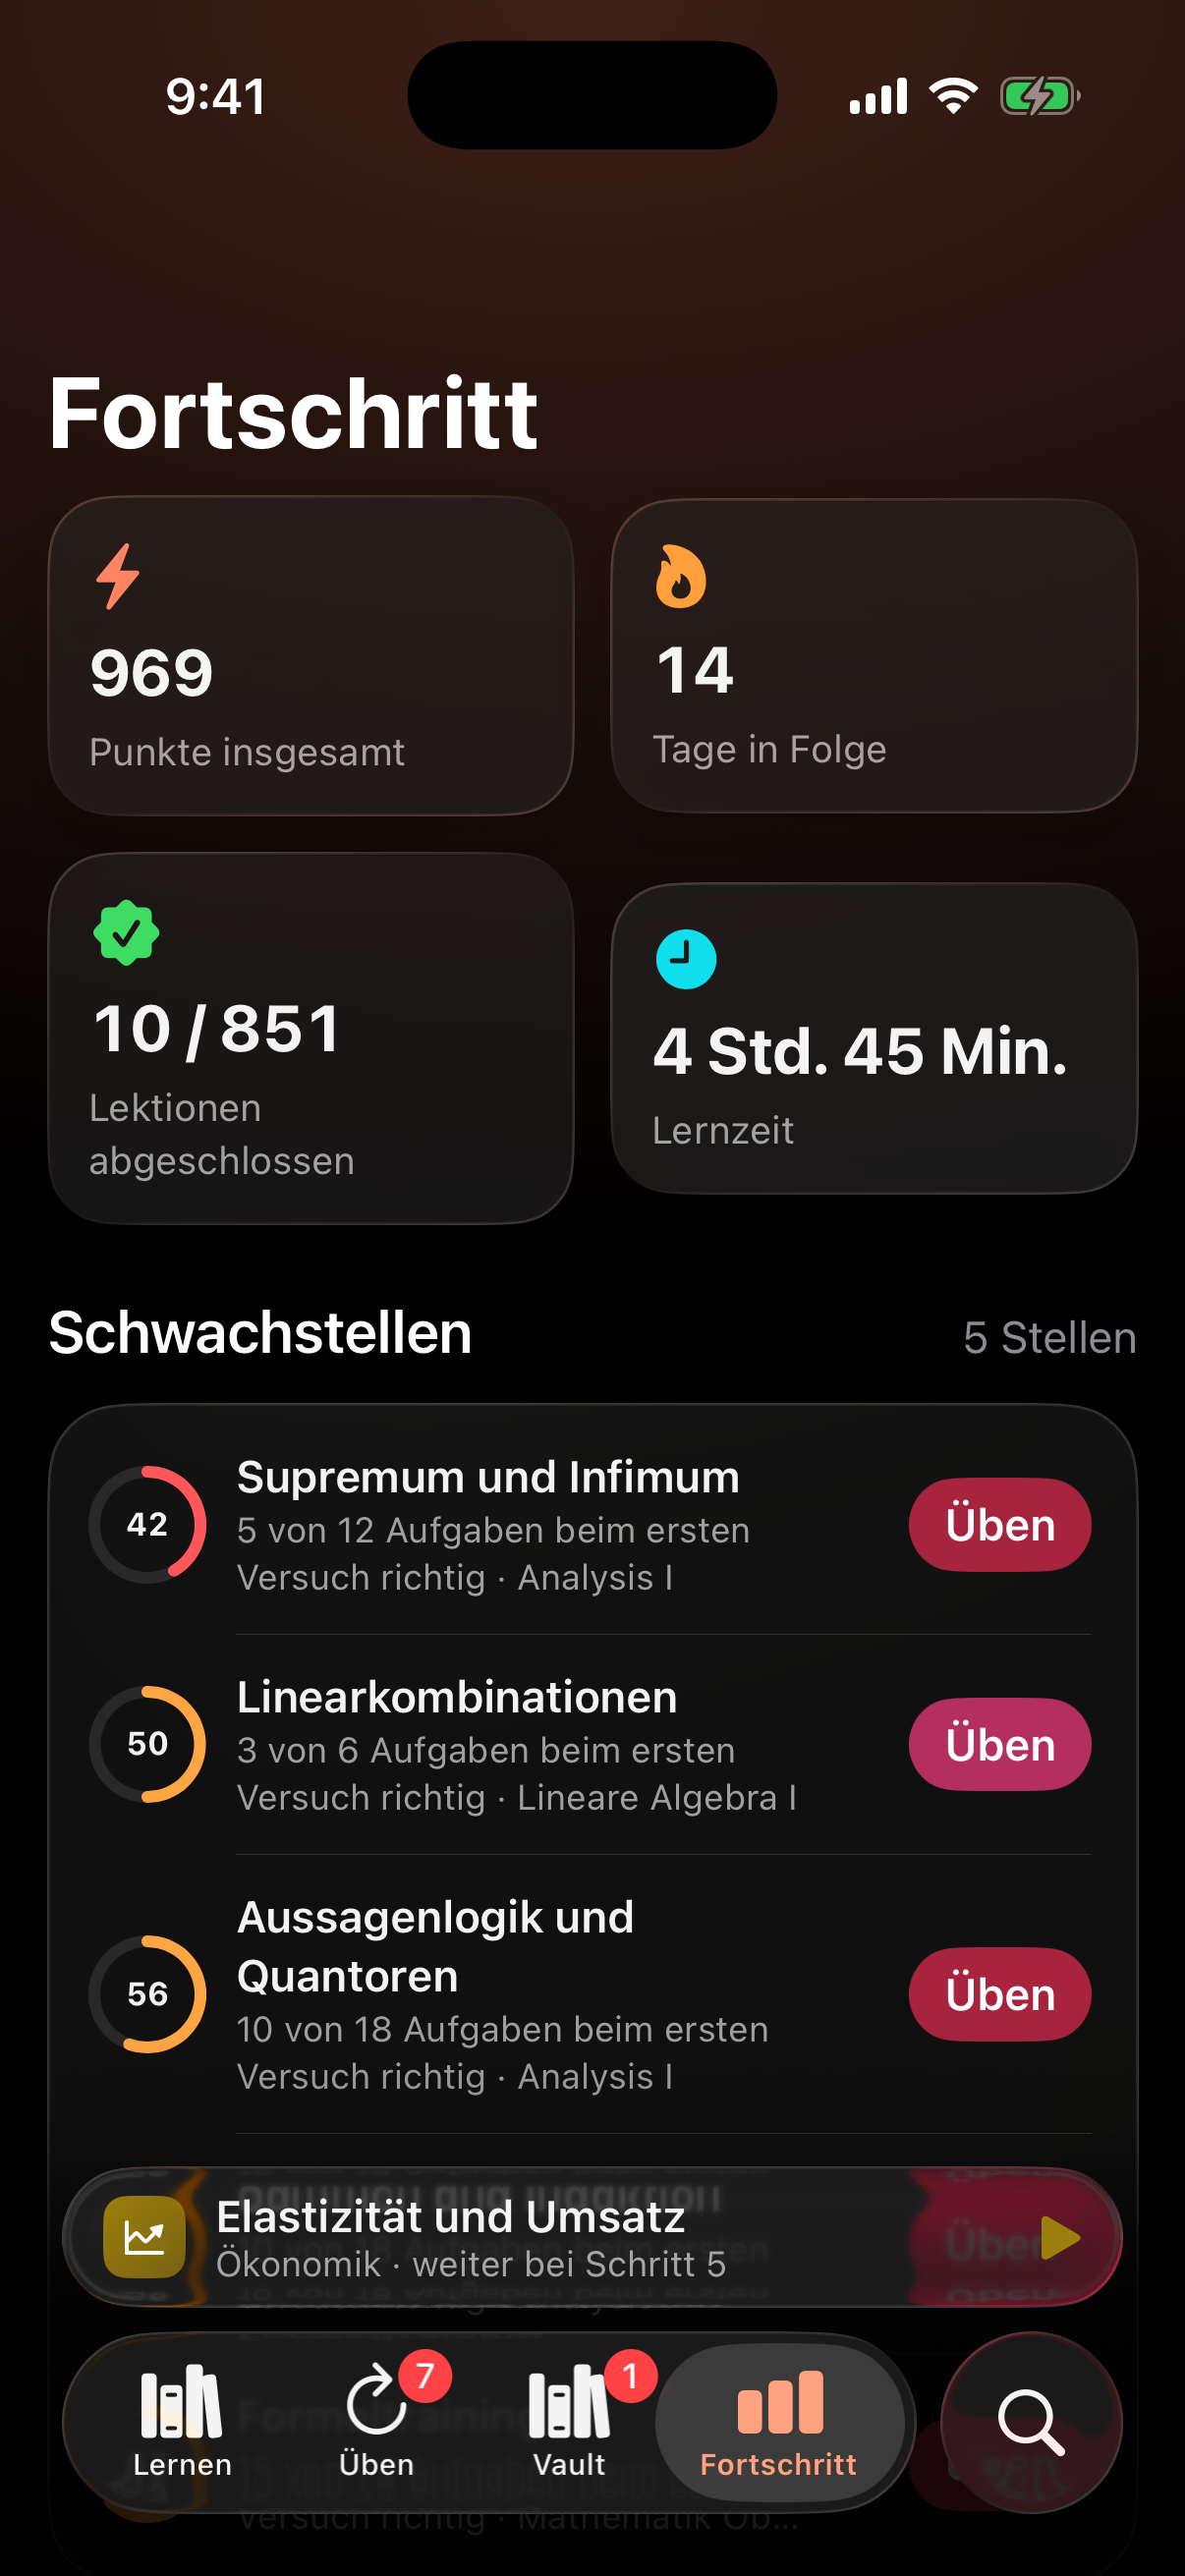 9:41
Fortschritt
969
Punkte insgesamt
14
Tage in Folge
10 / 851
Lektionen
abgeschlossen
4 Std. 45 Min.
Lernzeit
Schwachstellen
5 Stellen
42
Supremum und Infimum
5 von 12 Aufgaben beim ersten
Versuch richtig · Analysis I
Üben
50
Linearkombinationen
3 von 6 Aufgaben beim ersten
Versuch richtig · Lineare Algebra I
Üben
56
Aussagenlogik und
Quantoren
10 von 18 Aufgaben beim ersten
Versuch richtig · Analysis I
Üben
Elastizität und Umsatz
Ökonomik · weiter bei Schritt 5
Lernen
7
Üben
1
Vault
Fortschritt
Versuch richtig · Mathematik Ob...